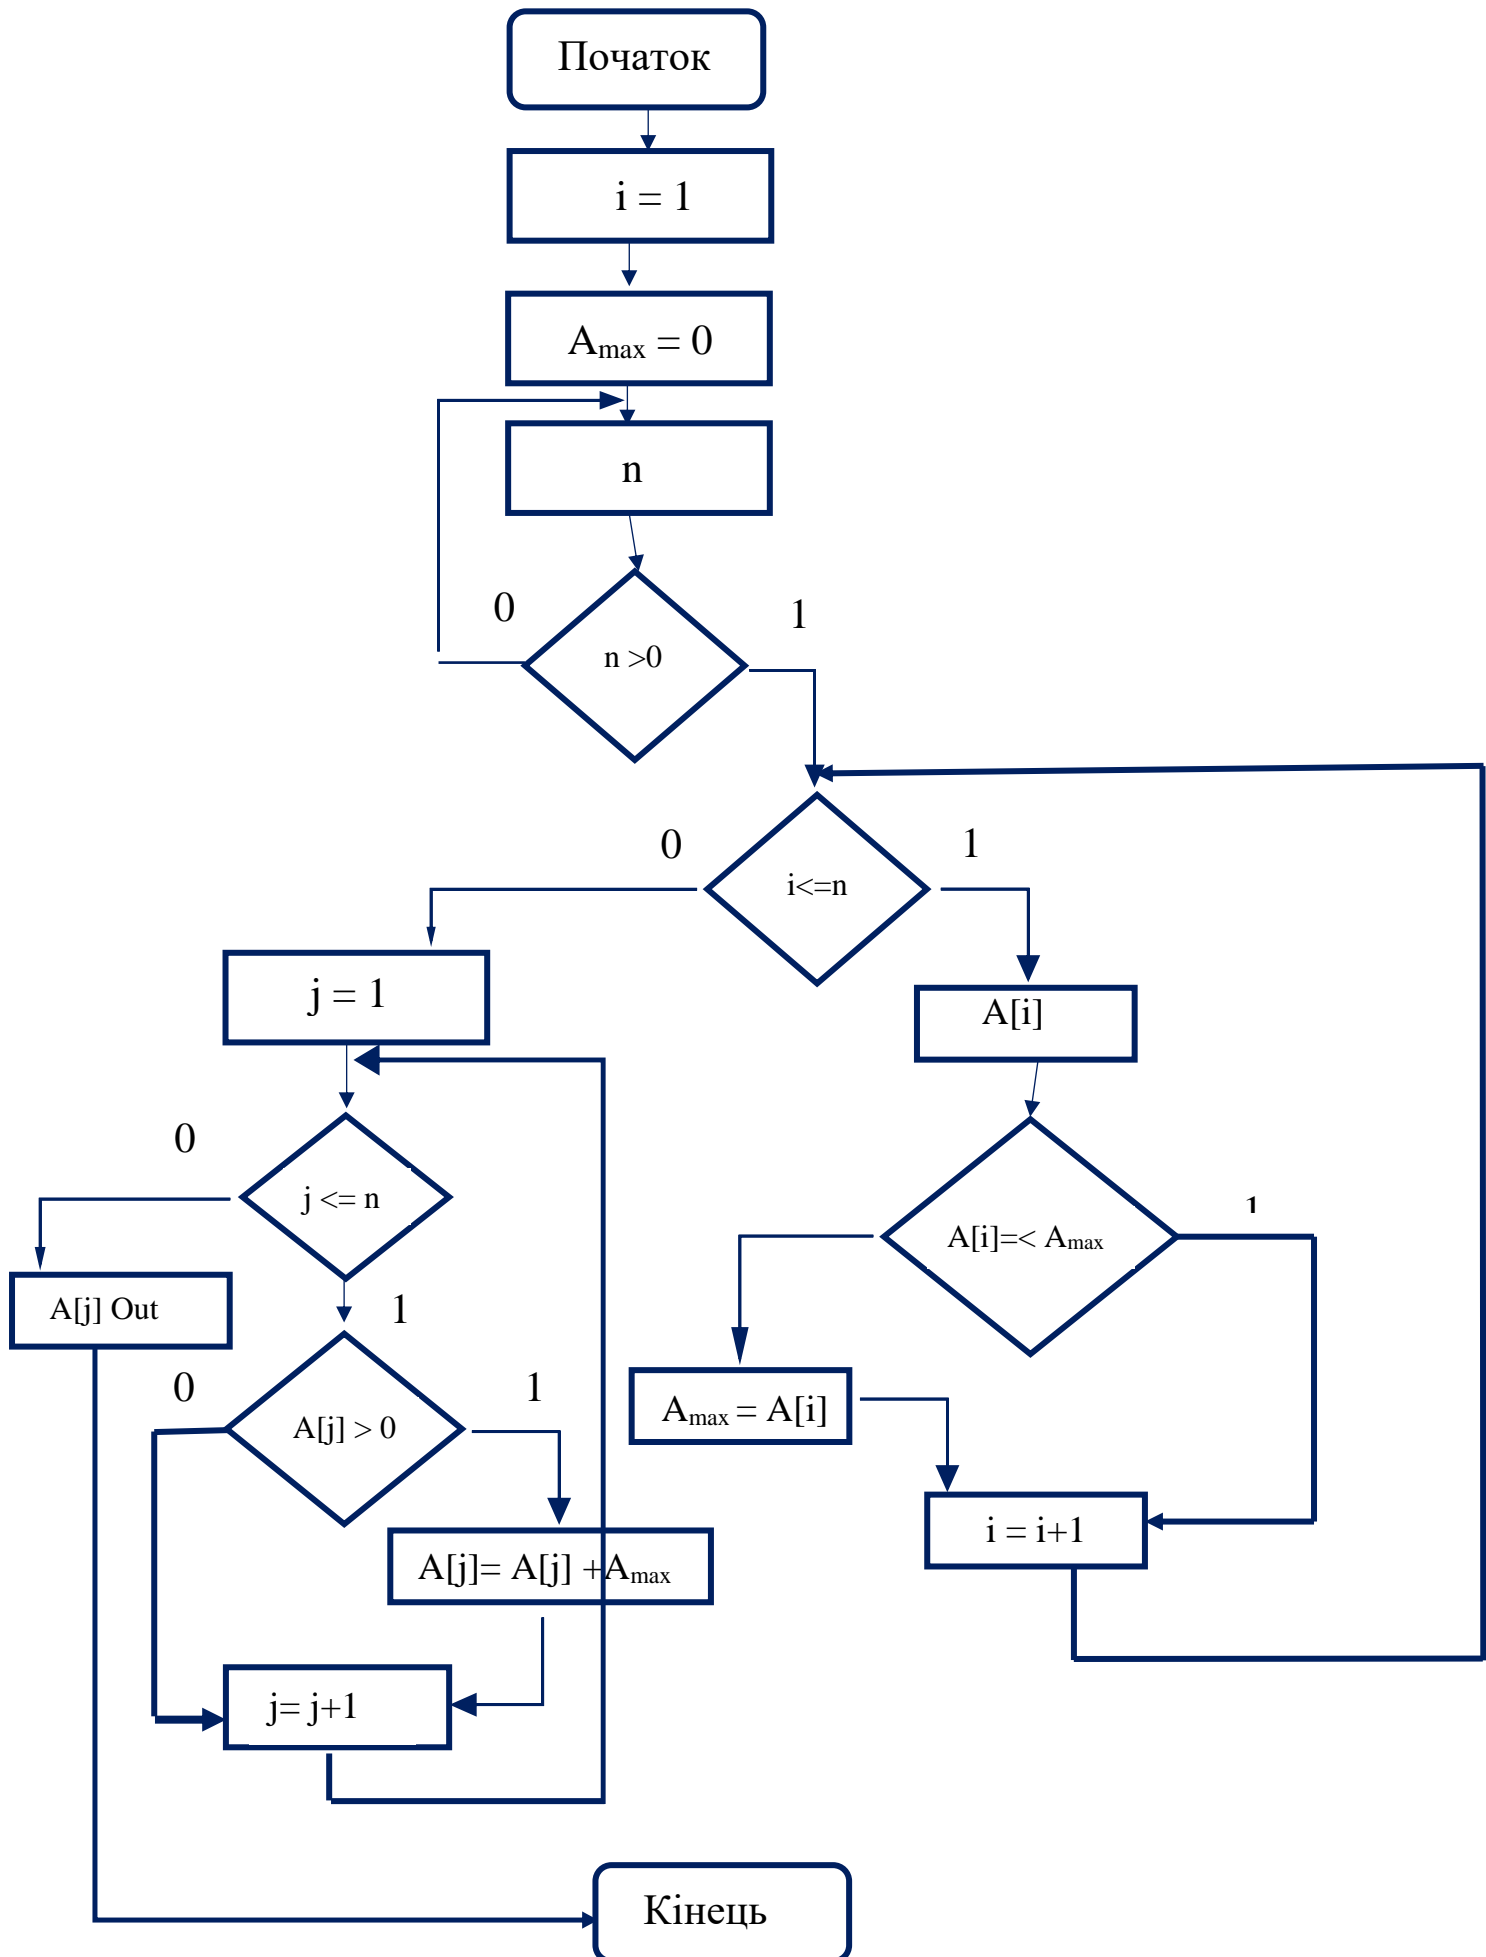 Початок
i = 1
Amax = 0
n
0
1
n >0
0
1
i<=n
j = 1
A[i]
0
j <= n
1
A[i]=< Amax
A[j] Out
1
0
1
A[j] > 0
Amax = A[i]
i = i+1
A[j]= A[j] +Amax
j= j+1
Кінець